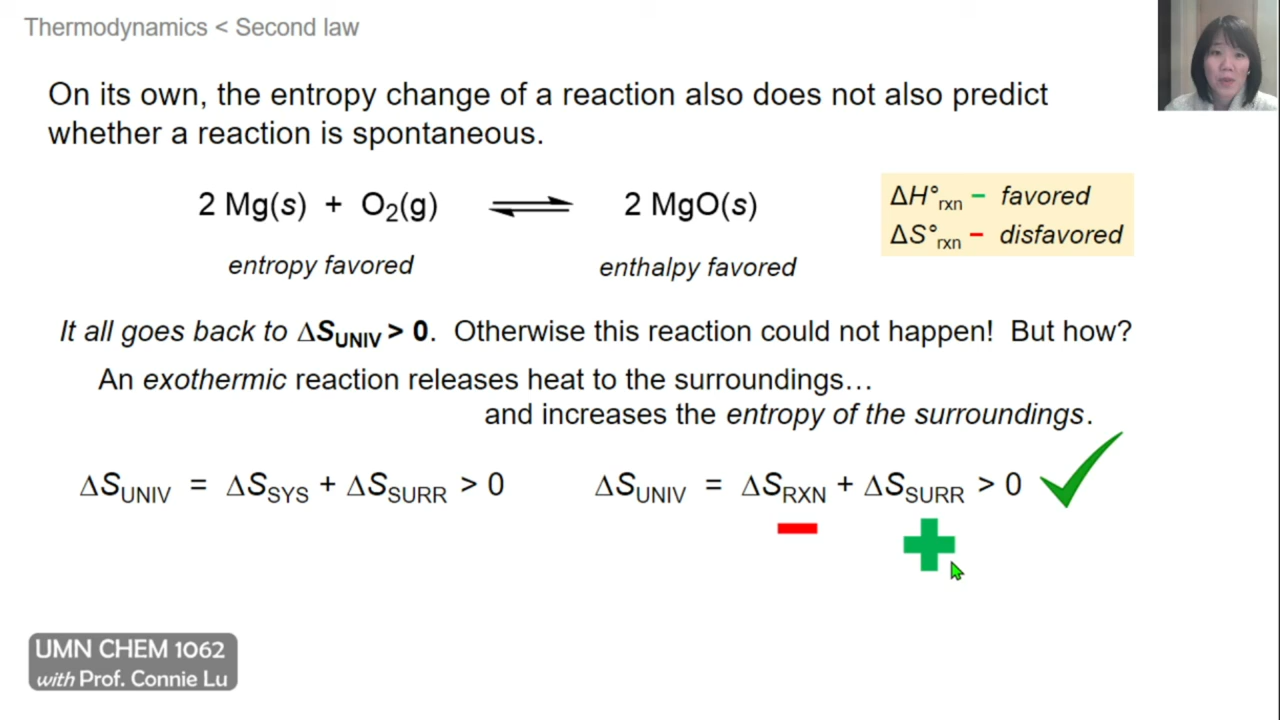 Thermodynamics < Second law
On its own, the entropy change of a reaction also does not also predict
whether a reaction is spontaneous.
2 Mg(s) + O₂(g) ⇌ 2 MgO(s)
entropy favored
enthalpy favored
ΔH°rxn − favored
ΔS°rxn − disfavored
It all goes back to ΔSUNIV > 0. Otherwise this reaction could not happen! But how?
An exothermic reaction releases heat to the surroundings…
and increases the entropy of the surroundings.
ΔSUNIV = ΔSSYS + ΔSSURR > 0
ΔSUNIV = ΔSRXN + ΔSSURR > 0
− +
UMN CHEM 1062
with Prof. Connie Lu